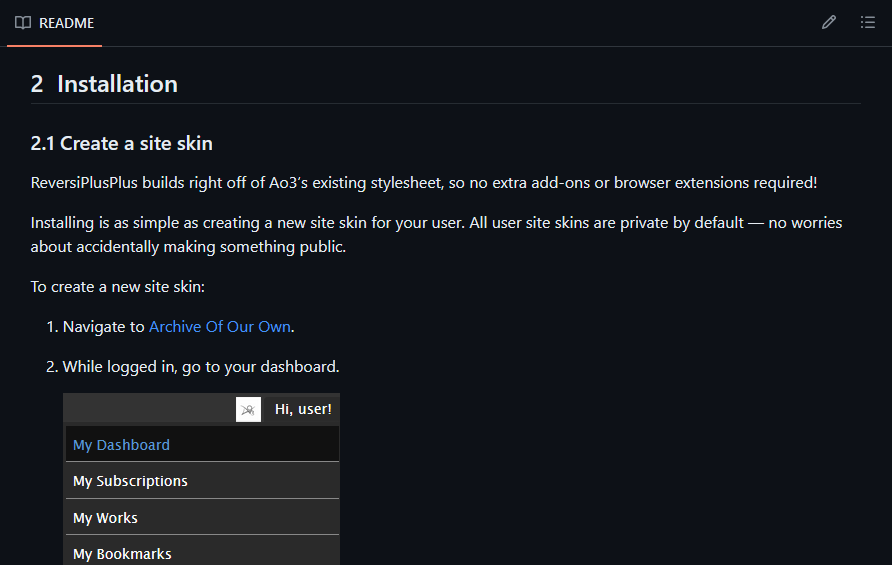 README
2 Installation
2.1 Create a site skin
ReversiPlusPlus builds right off of Ao3's existing stylesheet, so no extra add-ons or browser extensions required!
Installing is as simple as creating a new site skin for your user. All user site skins are private by default — no worries
about accidentally making something public.
To create a new site skin:
1. Navigate to Archive Of Our Own.
2. While logged in, go to your dashboard.
Hi, user!
My Dashboard
My Subscriptions
My Works
My Bookmarks